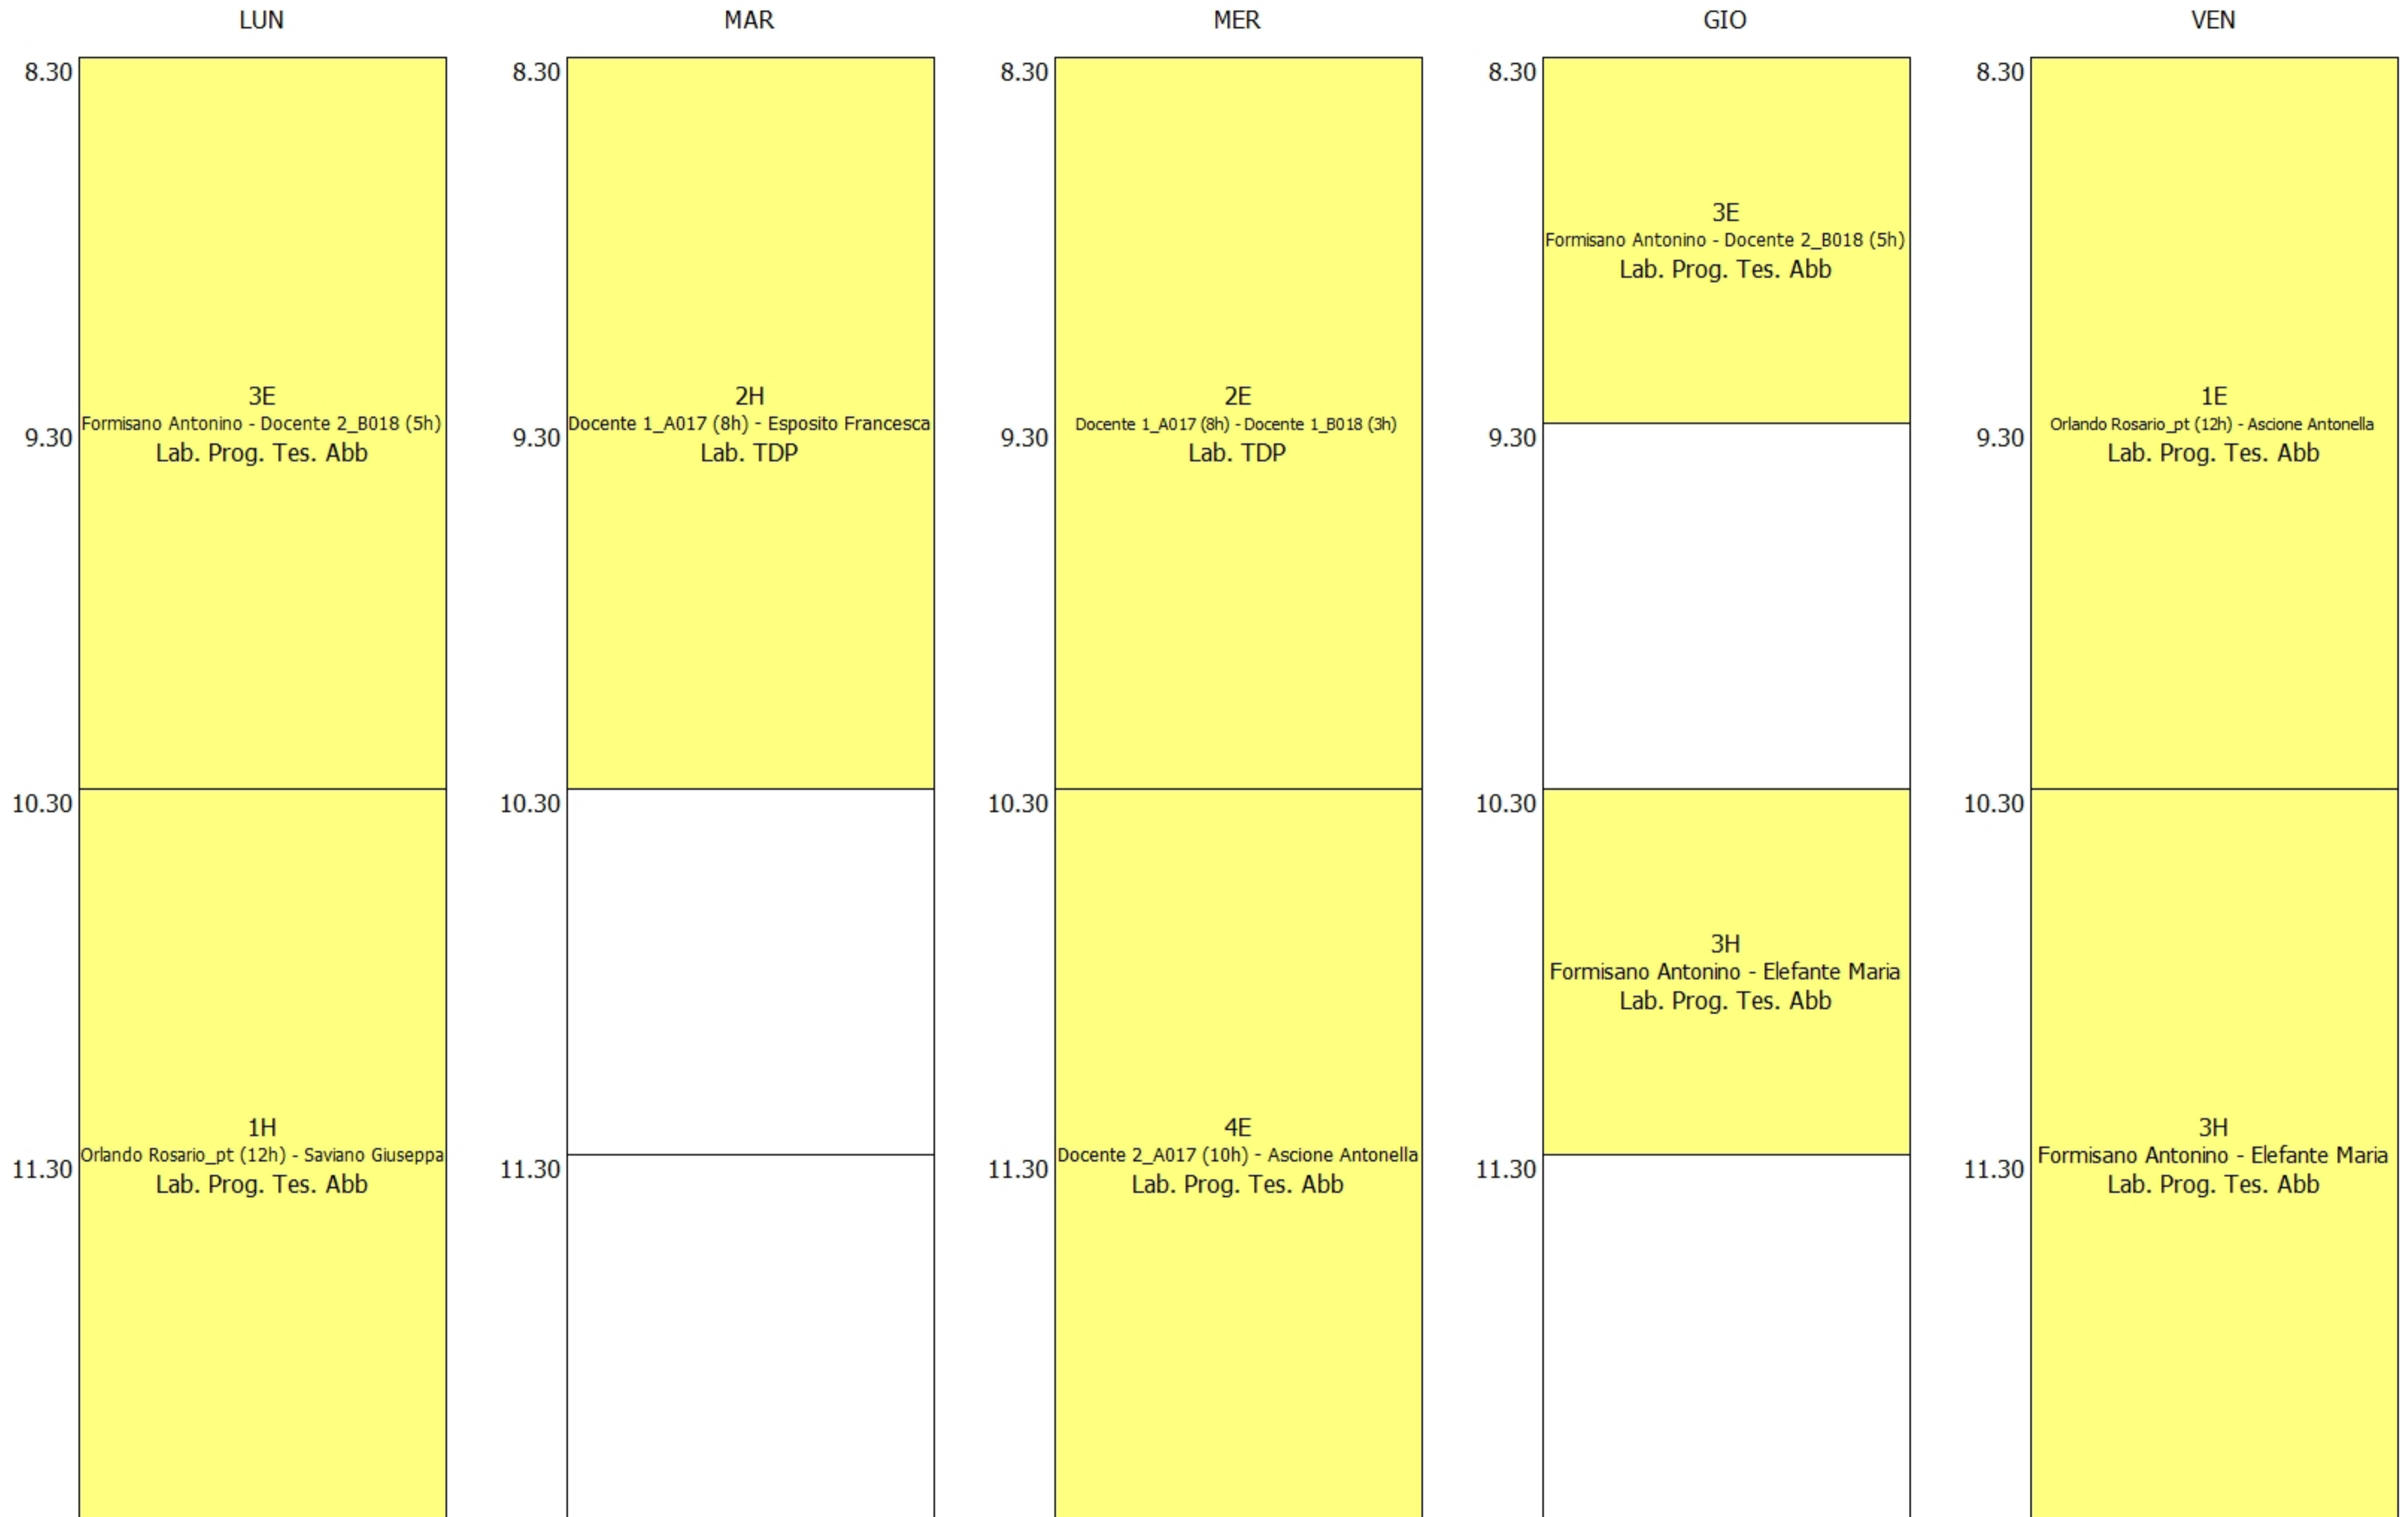 LUN
8.30
3E
Formisano Antonino - Docente 2_B018 (5h)
9.30
Lab. Prog. Tes. Abb
10.30
1H
Orlando Rosario_pt (12h) - Saviano Giuseppa
11.30
Lab. Prog. Tes. Abb
MAR
8.30
2H
Docente 1_A017 (8h) - Esposito Francesca
9.30
Lab. TDP
10.30
11.30
MER
8.30
2E
Docente 1_A017 (8h) - Docente 1_B018 (3h)
9.30
Lab. TDP
10.30
4E
Docente 2_A017 (10h) - Ascione Antonella
11.30
Lab. Prog. Tes. Abb
GIO
8.30
3E
Formisano Antonino - Docente 2_B018 (5h)
Lab. Prog. Tes. Abb
9.30
10.30
3H
Formisano Antonino - Elefante Maria
Lab. Prog. Tes. Abb
11.30
VEN
8.30
1E
Orlando Rosario_pt (12h) - Ascione Antonella
9.30
Lab. Prog. Tes. Abb
10.30
3H
Formisano Antonino - Elefante Maria
11.30
Lab. Prog. Tes. Abb